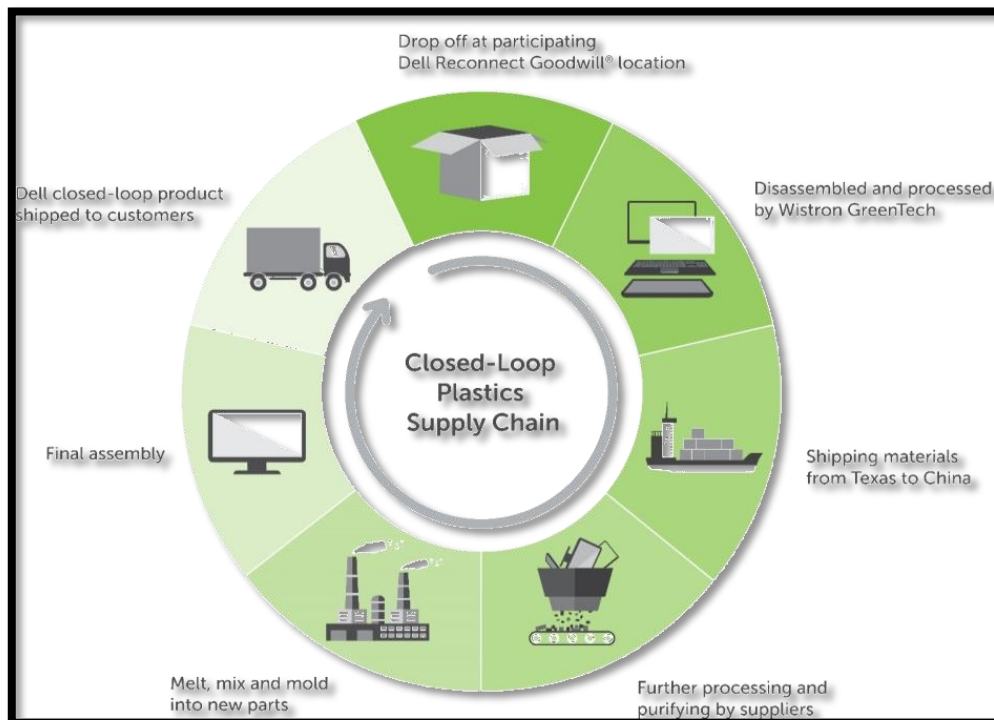 Drop off at participating
Dell Reconnect Goodwill® location
Disassembled and processed
by Wistron GreenTech
Shipping materials
from Texas to China
Further processing and
purifying by suppliers
Melt, mix and mold
into new parts
Final assembly
Dell closed-loop product
shipped to customers
Closed-Loop
Plastics
Supply Chain